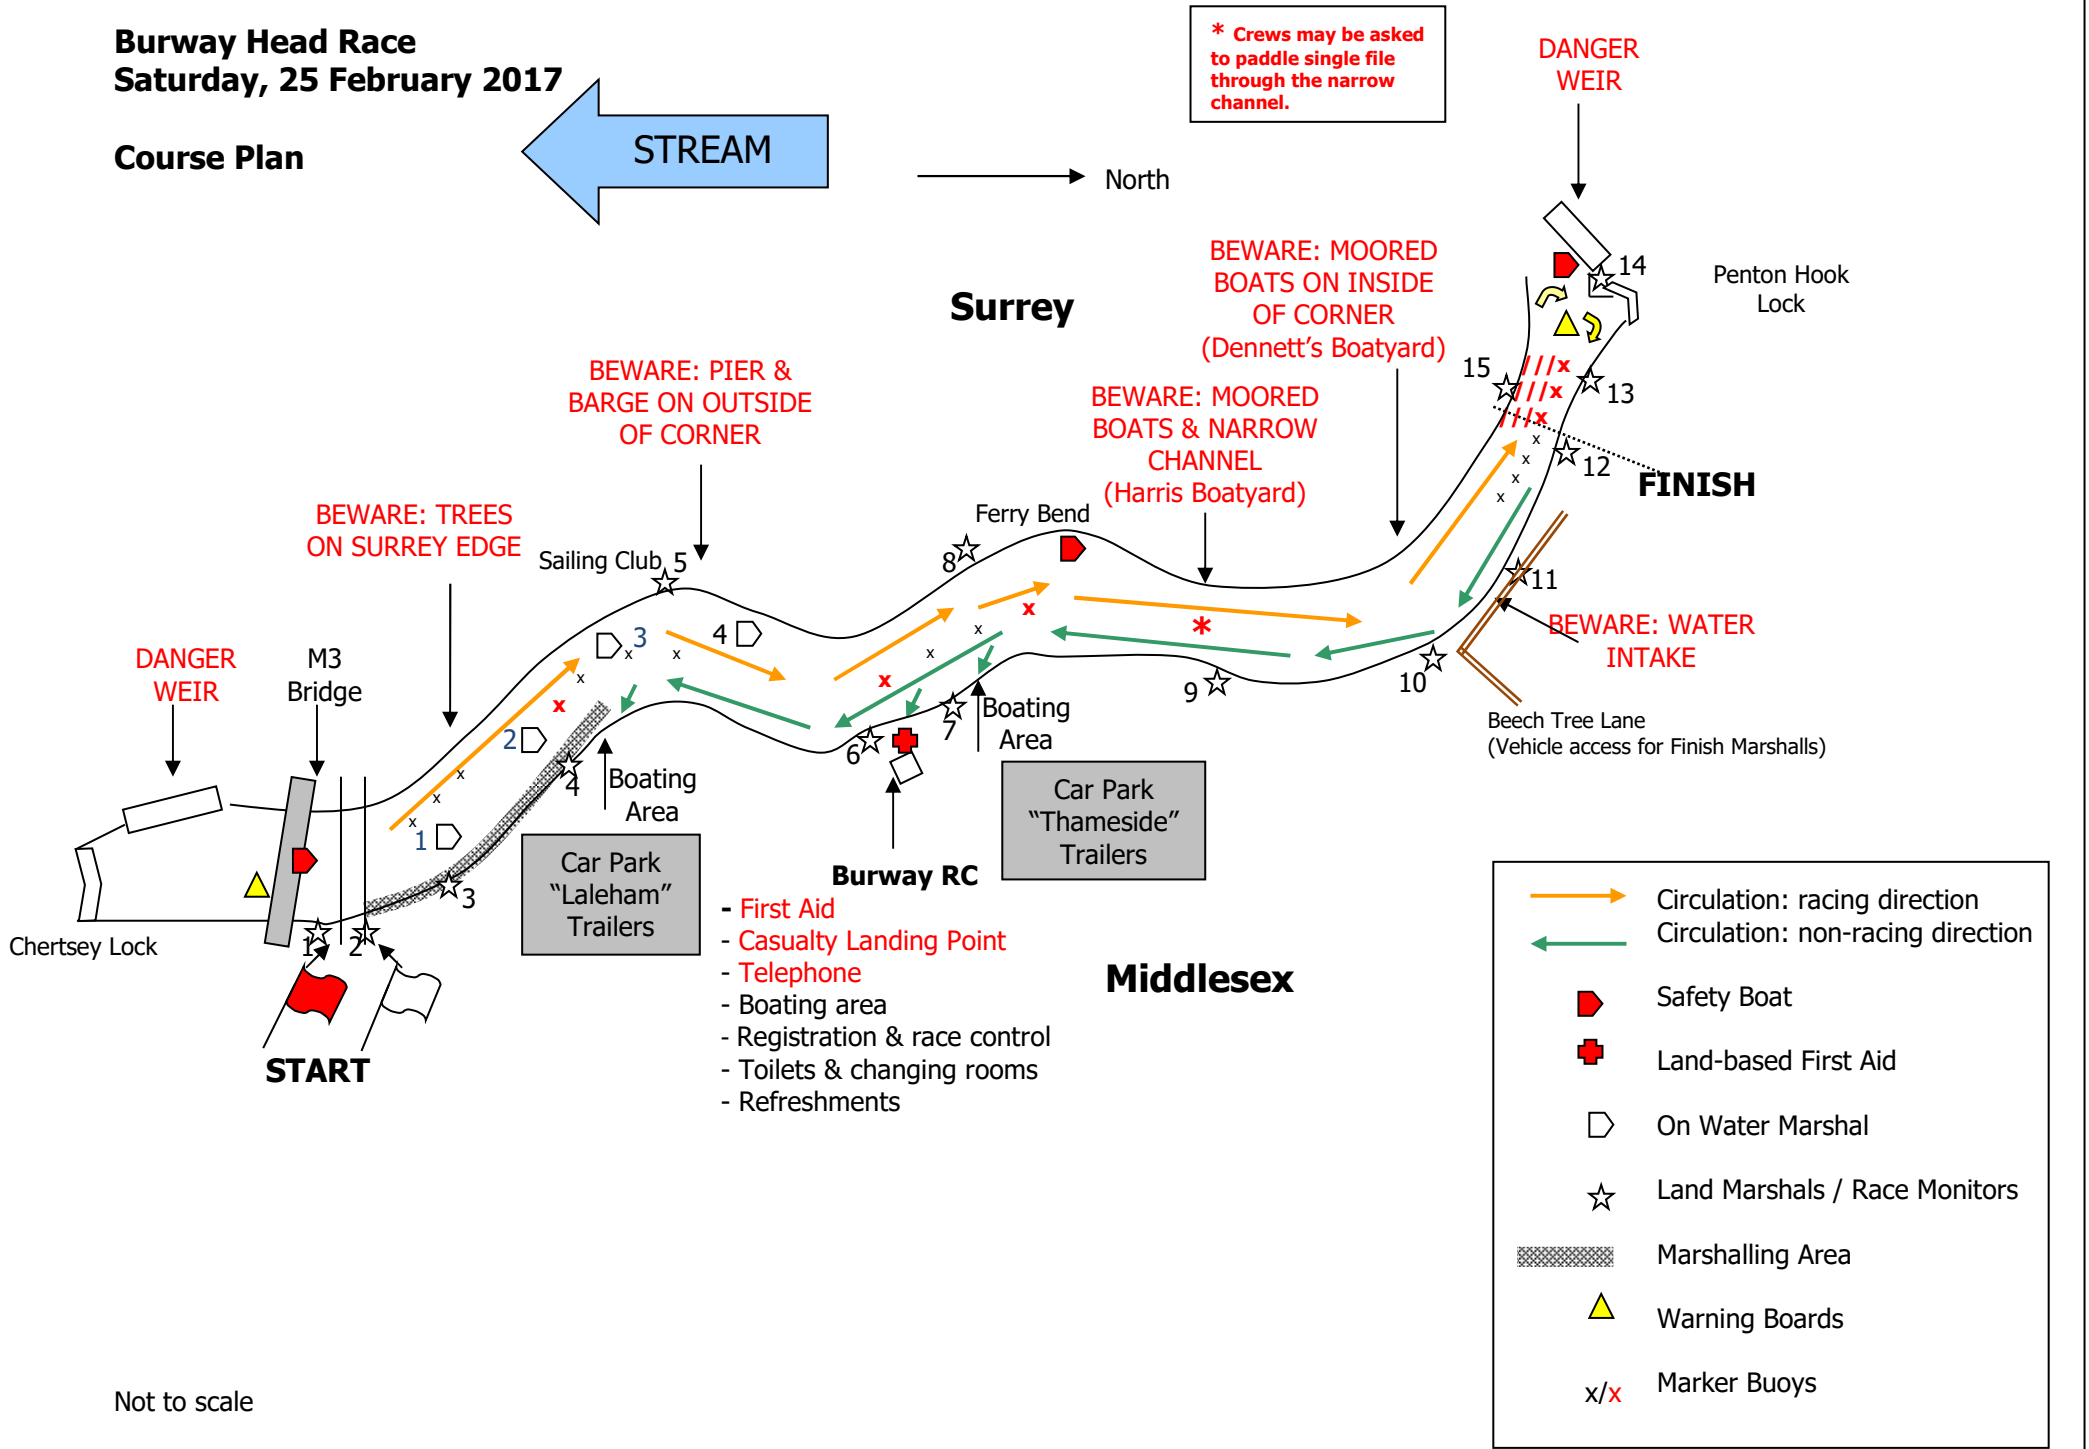 Burway Head Race
Saturday, 25 February 2017
Course Plan
STREAM
North
* Crews may be asked
to paddle single file
through the narrow
channel.
DANGER
WEIR
Surrey
BEWARE: MOORED
BOATS ON INSIDE
OF CORNER
(Dennett's Boatyard)
14
Penton Hook
Lock
BEWARE: PIER &
BARGE ON OUTSIDE
OF CORNER
BEWARE: MOORED
BOATS & NARROW
CHANNEL
(Harris Boatyard)
15
///x
///x
///x
13
x
x
x
x
12
FINISH
BEWARE: TREES
ON SURREY EDGE
Sailing Club
5
Ferry Bend
8
11
BEWARE: WATER
INTAKE
DANGER
WEIR
M3
Bridge
3
4
x
x
x
x
x
x
x
x
*
2
x
x
x
1
6
7
Boating
Area
9
10
Beech Tree Lane
(Vehicle access for Finish Marshalls)
4
Boating
Area
Car Park
“Laleham”
Trailers
Car Park
“Thameside”
Trailers
Chertsey Lock
1
2
3
START
Burway RC
- First Aid
- Casualty Landing Point
- Telephone
- Boating area
- Registration & race control
- Toilets & changing rooms
- Refreshments
Middlesex
Circulation: racing direction
Circulation: non-racing direction
Safety Boat
Land-based First Aid
On Water Marshal
Land Marshals / Race Monitors
Marshalling Area
Warning Boards
x/x Marker Buoys
Not to scale